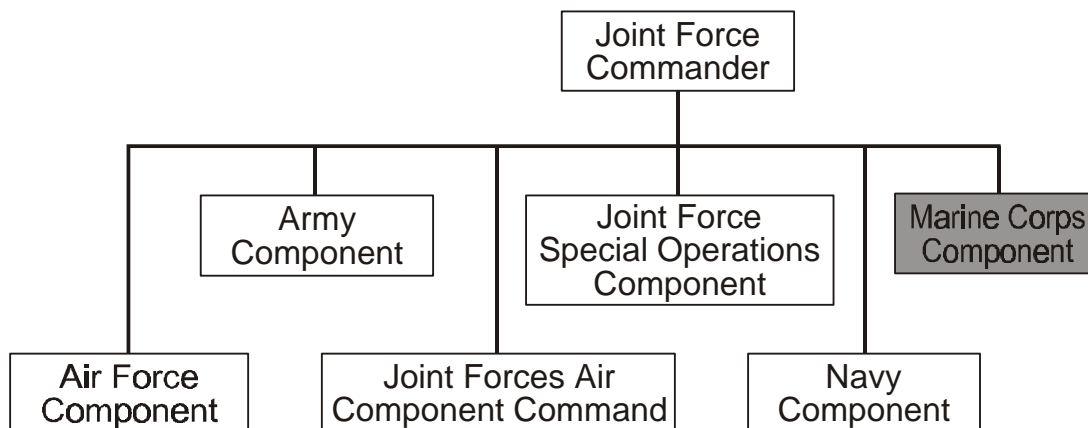 Joint Force
Commander
Army
Component
Joint Force
Special Operations
Component
Marine Corps
Component
Air Force
Component
Joint Forces Air
Component Command
Navy
Component